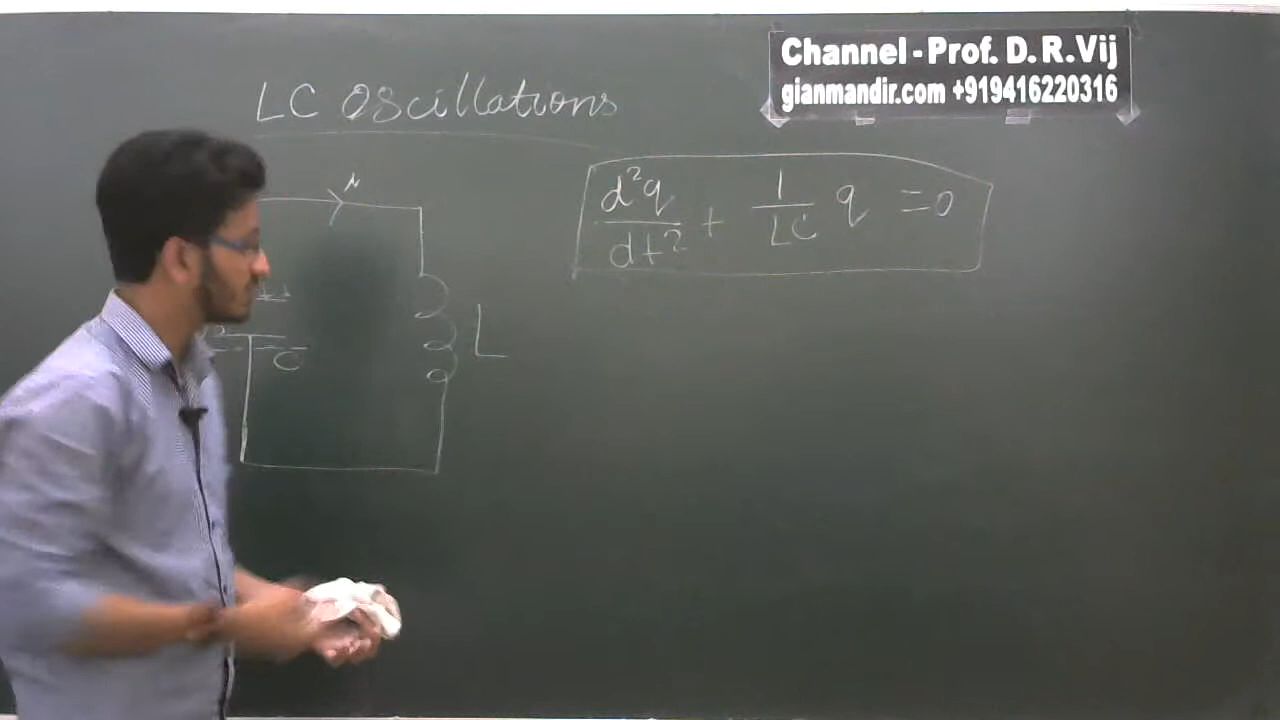 Channel - Prof. D. R. Vij
gianmandir.com +919416220316
LC Oscillations
d²q/dt² + 1/LC q = 0
L
C